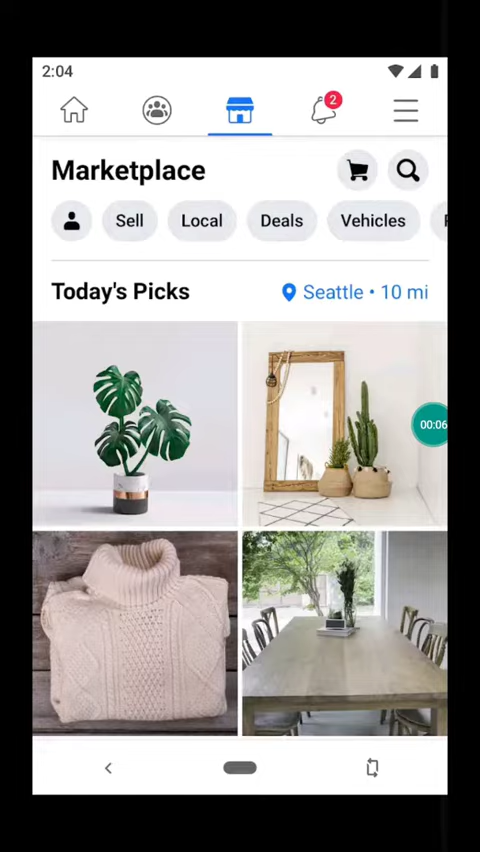 2:04
2
Marketplace
Sell
Local
Deals
Vehicles
Today's Picks
Seattle • 10 mi
00:06